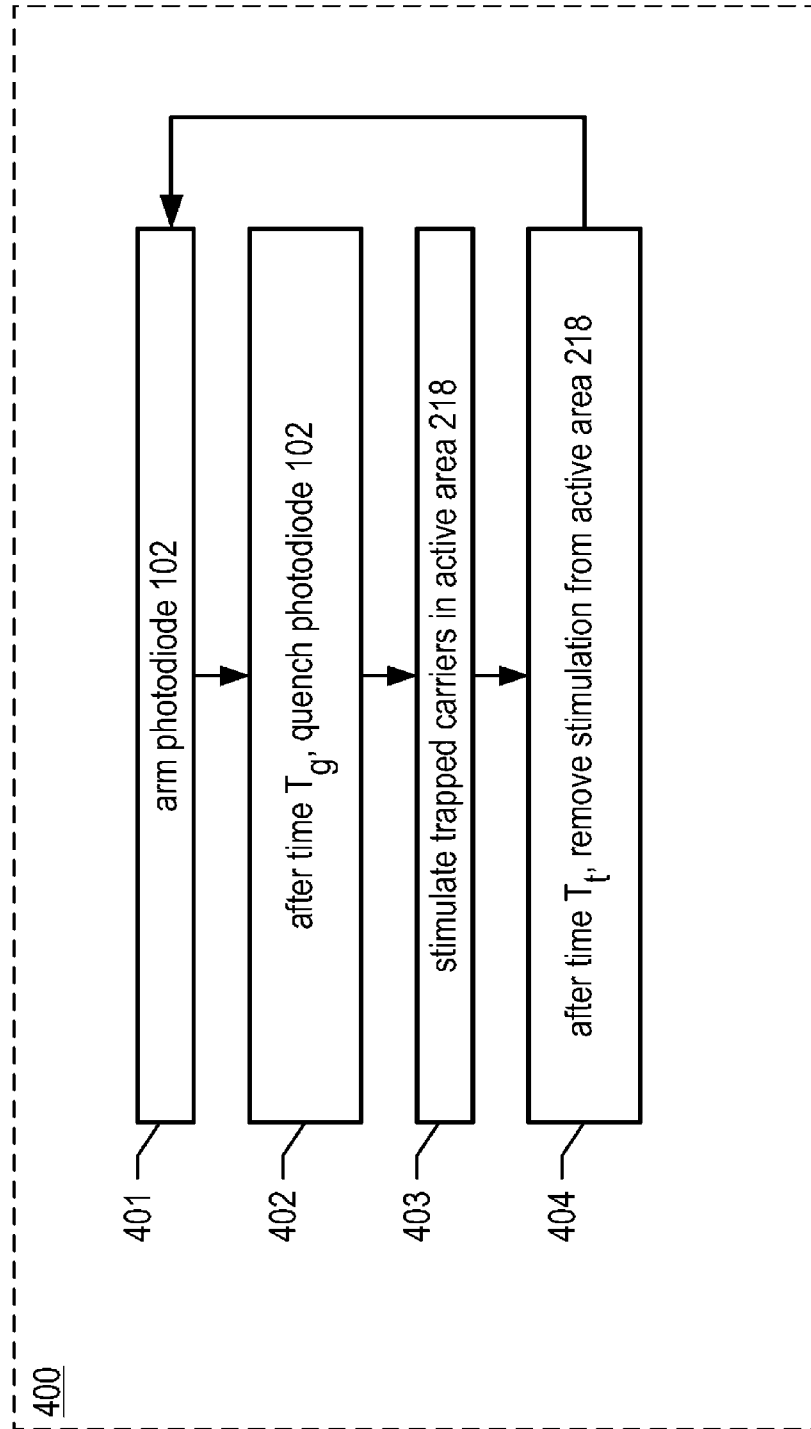 400
401
arm photodiode 102
402
after time Tg, quench photodiode 102
403
stimulate trapped carriers in active area 218
404
after time Tt, remove stimulation from active area 218